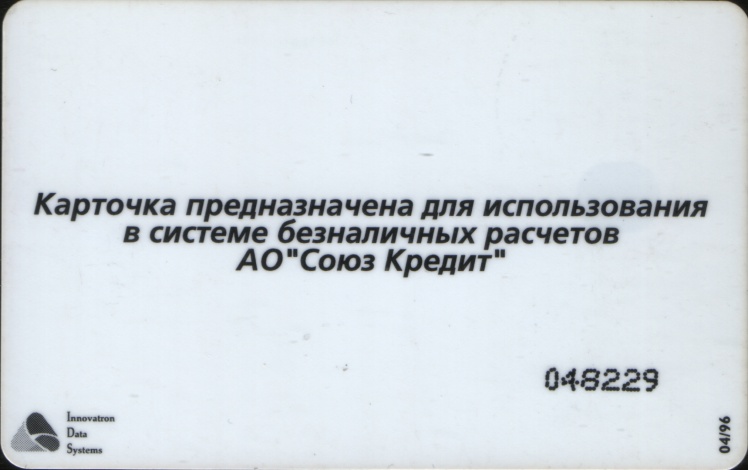 Карточка предназначена для использования
в системе безналичных расчетов
АО"Союз Кредит"
048229
Innovatron
Data
Systems
04/96